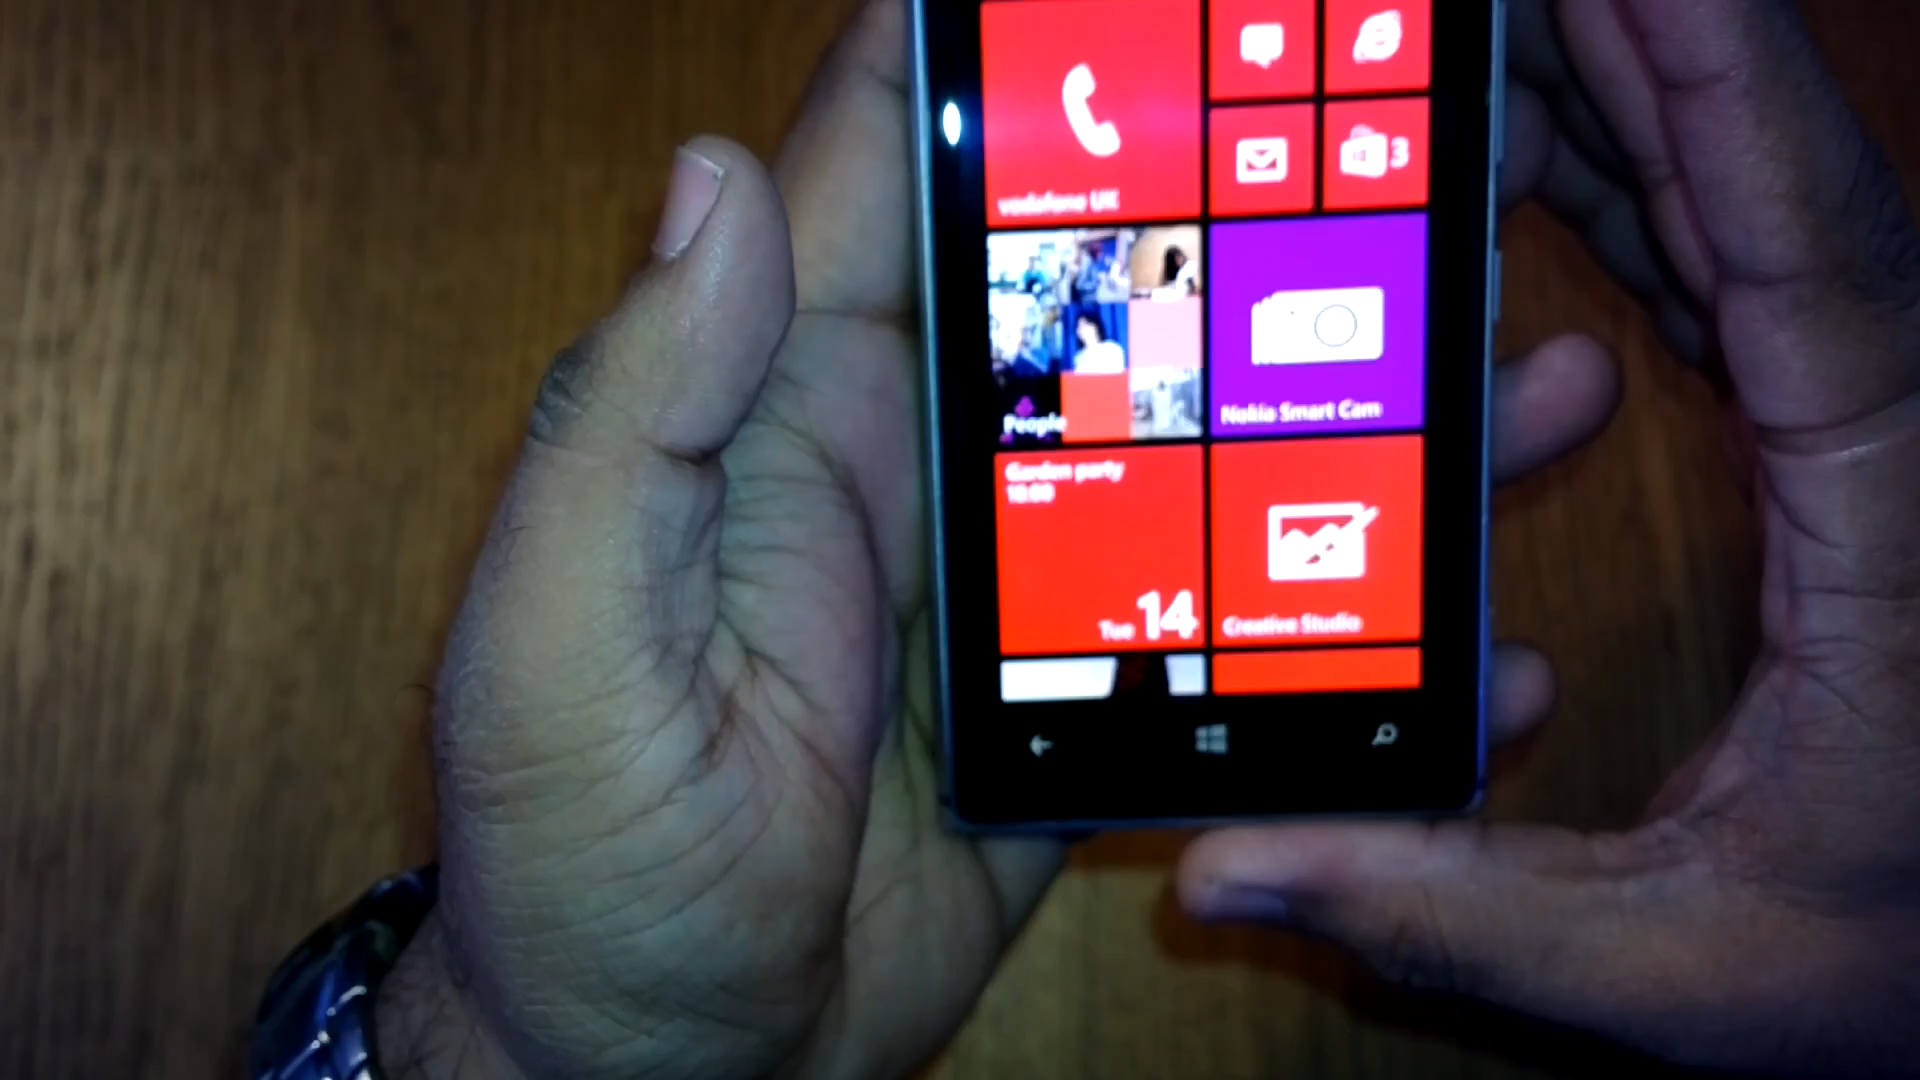 3
vodafone UK
People
Nokia Smart Cam
Garden party
18:00
Tue 14
Creative Studio